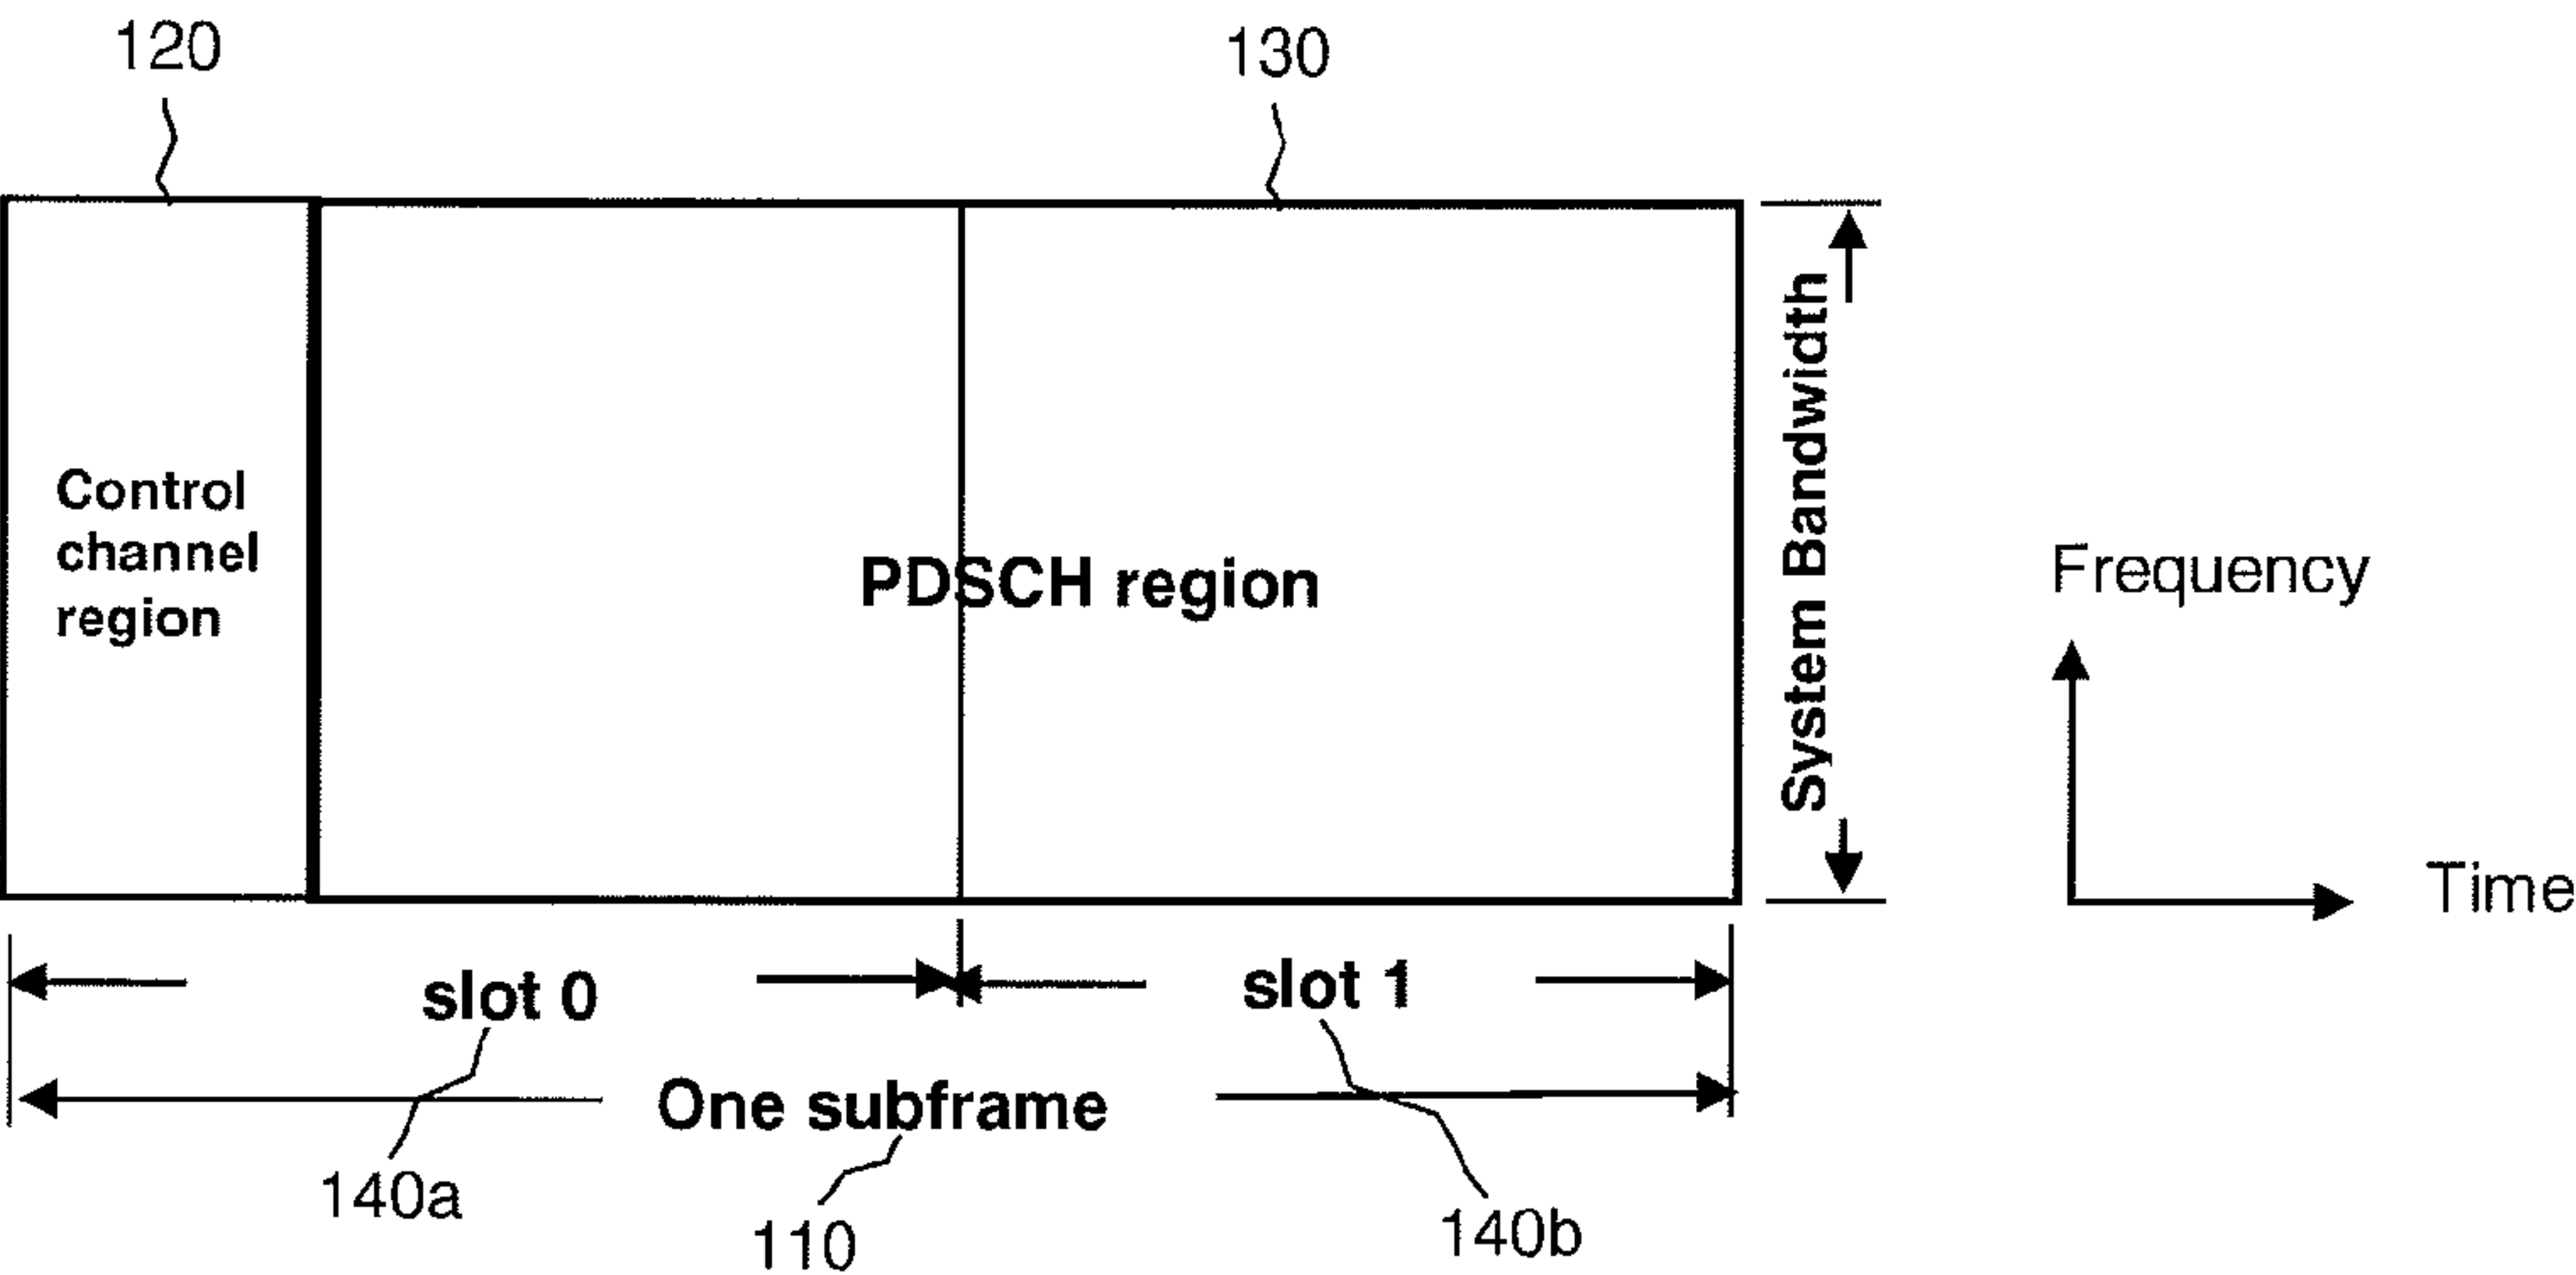 120
130
Control
channel
region
PDSCH region
System Bandwidth
Frequency
Time
slot 0
slot 1
One subframe
140a
110
140b